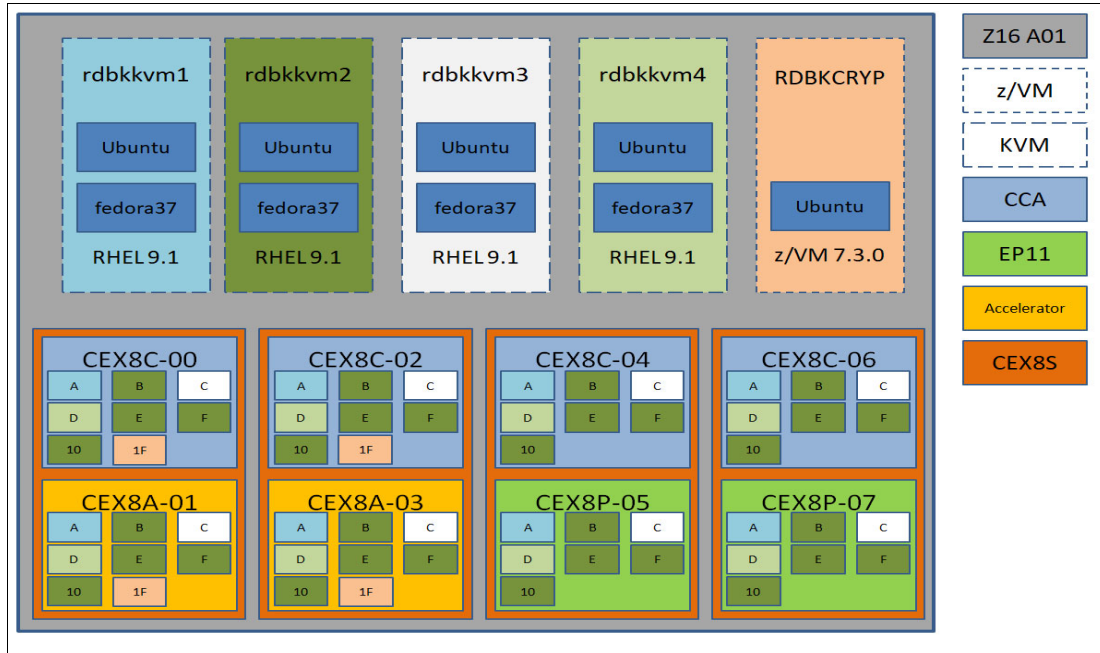 rdbkkvm1
Ubuntu
fedora37
RHEL 9.1
rdbkkvm2
Ubuntu
fedora37
RHEL 9.1
rdbkkvm3
Ubuntu
fedora37
RHEL 9.1
rdbkkvm4
Ubuntu
fedora37
RHEL 9.1
RDBKCRYP
Ubuntu
z/VM 7.3.0
Z16 A01
z/VM
KVM
CCA
EP11
Accelerator
CEX8S
CEX8C-00
A B C
D E F
10 1F
CEX8C-02
A B C
D E F
10 1F
CEX8C-04
A B C
D E F
10
CEX8C-06
A B C
D E F
10
CEX8A-01
A B C
D E F
10 1F
CEX8A-03
A B C
D E F
10 1F
CEX8P-05
A B C
D E F
10
CEX8P-07
A B C
D E F
10